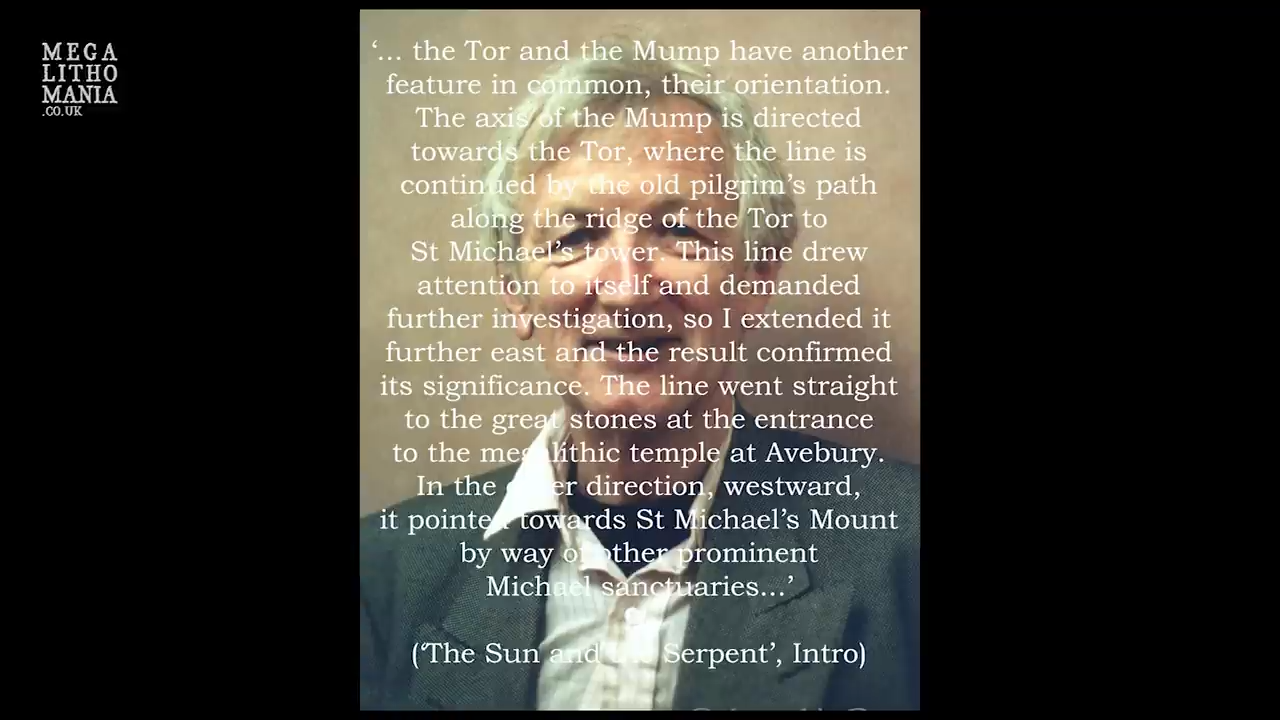 MEGA
LITHO
MANIA
.CO.UK
‘... the Tor and the Mump have another
feature in common, their orientation.
The axis of the Mump is directed
towards the Tor, where the line is
continued by the old pilgrim’s path
along the ridge of the Tor to
St Michael’s tower. This line drew
attention to itself and demanded
further investigation, so I extended it
further east and the result confirmed
its significance. The line went straight
to the great stones at the entrance
to the megalithic temple at Avebury.
In the other direction, westward,
it pointed towards St Michael’s Mount
by way of other prominent
Michael sanctuaries...’
(‘The Sun and the Serpent’, Intro)